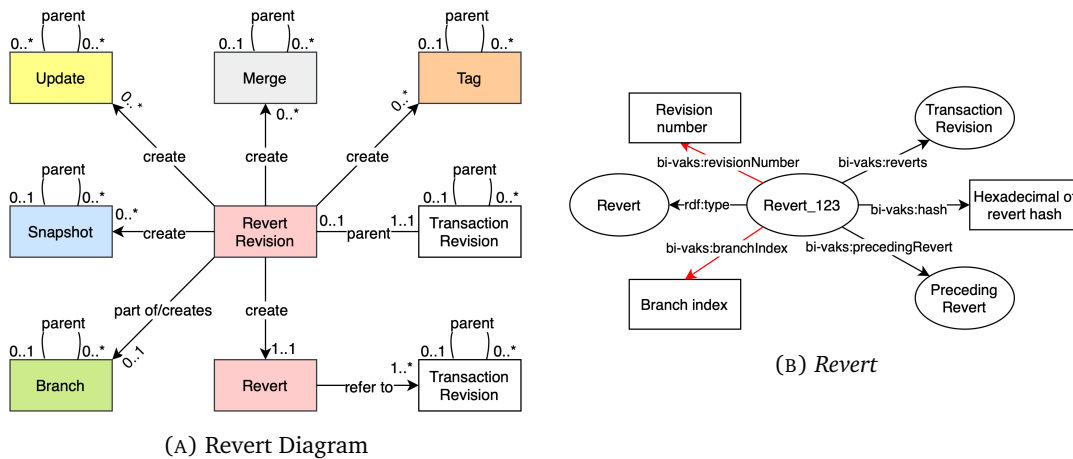 parent
0..*
0..*
Update
parent
0..1
0..*
Merge
parent
0..1
0..*
Tag
0..*
0..*
0..*
create
create
create
parent
0..1
0..*
Snapshot
0..*
create
Revert
Revision
0..1
parent
1..1
parent
0..1
0..*
Transaction
Revision
part of/creates
0..1
create
1..1
parent
0..1
0..*
Branch
Revert
refer to
1..*
parent
0..1
0..*
Transaction
Revision
(A) Revert Diagram
Revision
number
Transaction
Revision
bi-vaks:revisionNumber
bi-vaks:reverts
Revert
rdf:type
Revert_123
bi-vaks:hash
Hexadecimal of
revert hash
bi-vaks:branchIndex
bi-vaks:precedingRevert
Branch index
Preceding
Revert
(B) Revert